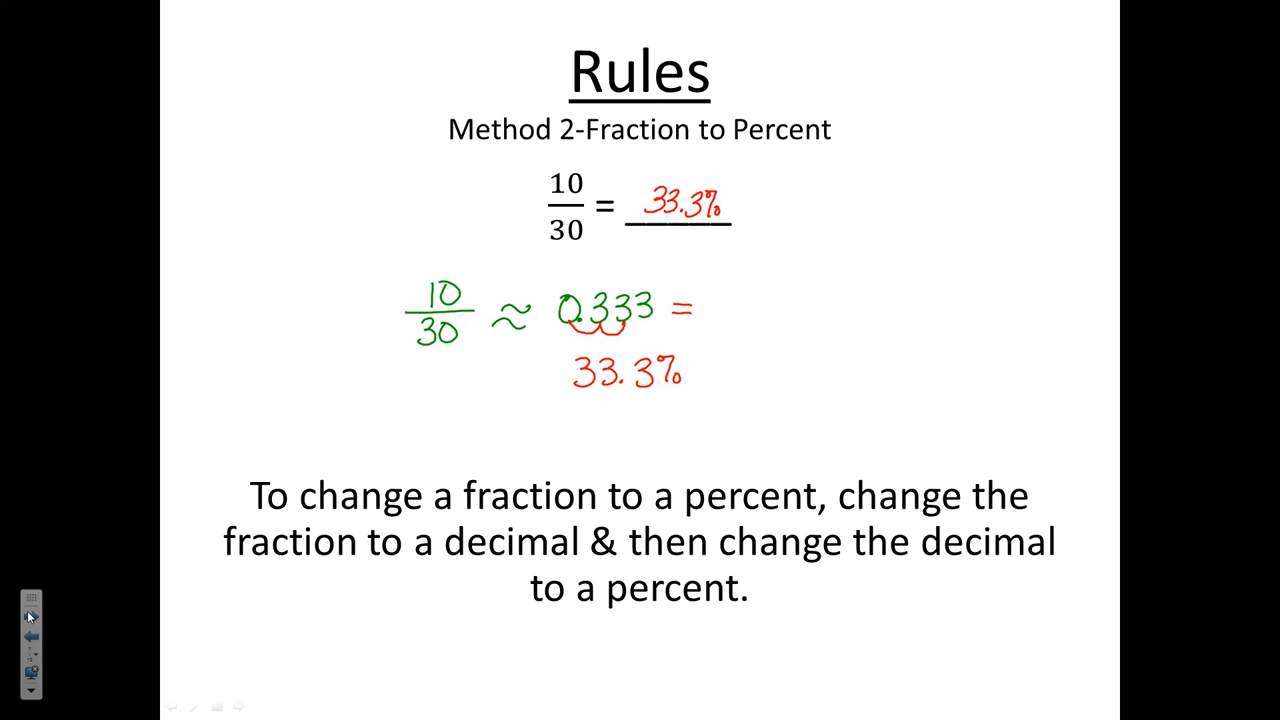 Rules
Method 2-Fraction to Percent
10
30
= 33.3%
10
30
≈ 0.333 =
33.3%
To change a fraction to a percent, change the
fraction to a decimal & then change the decimal
to a percent.